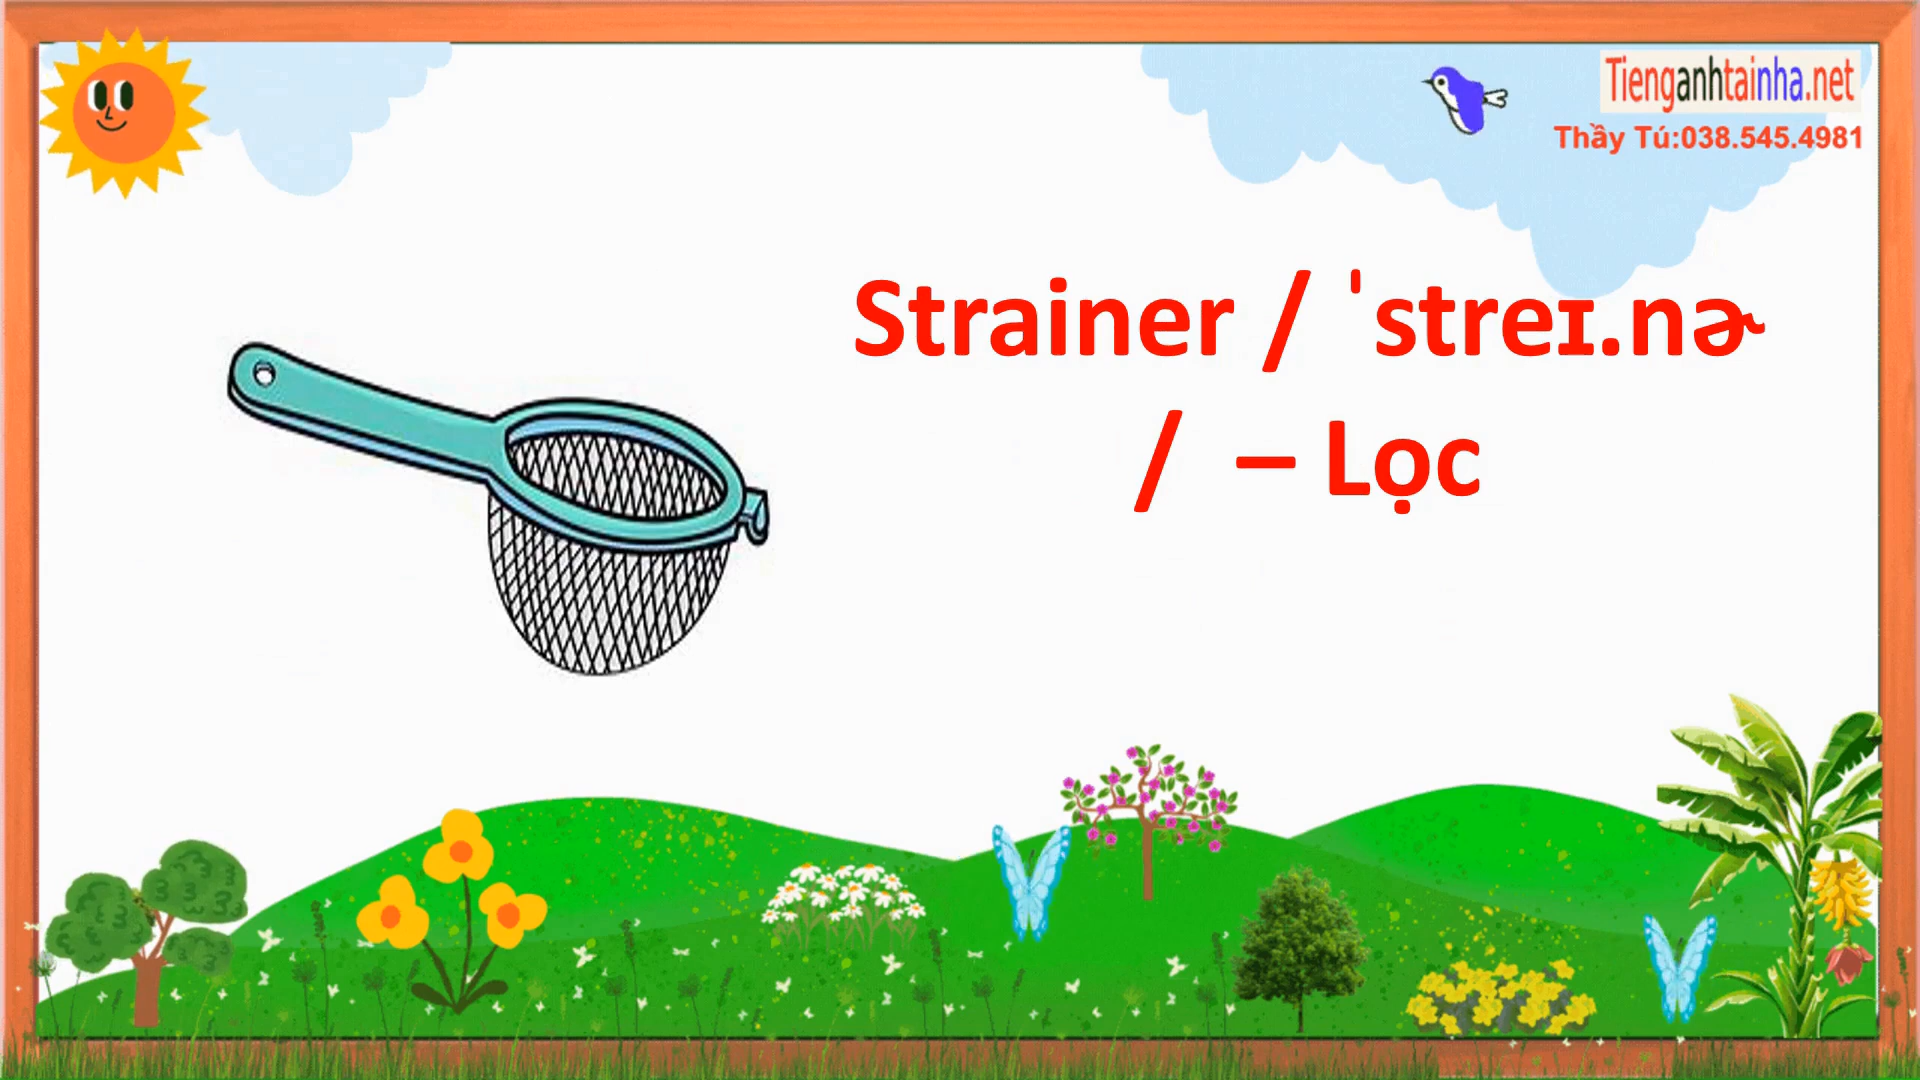 Tienganhtainha.net
Thầy Tú:038.545.4981
Strainer / ˈstreɪ.nɚ
/ – Lọc